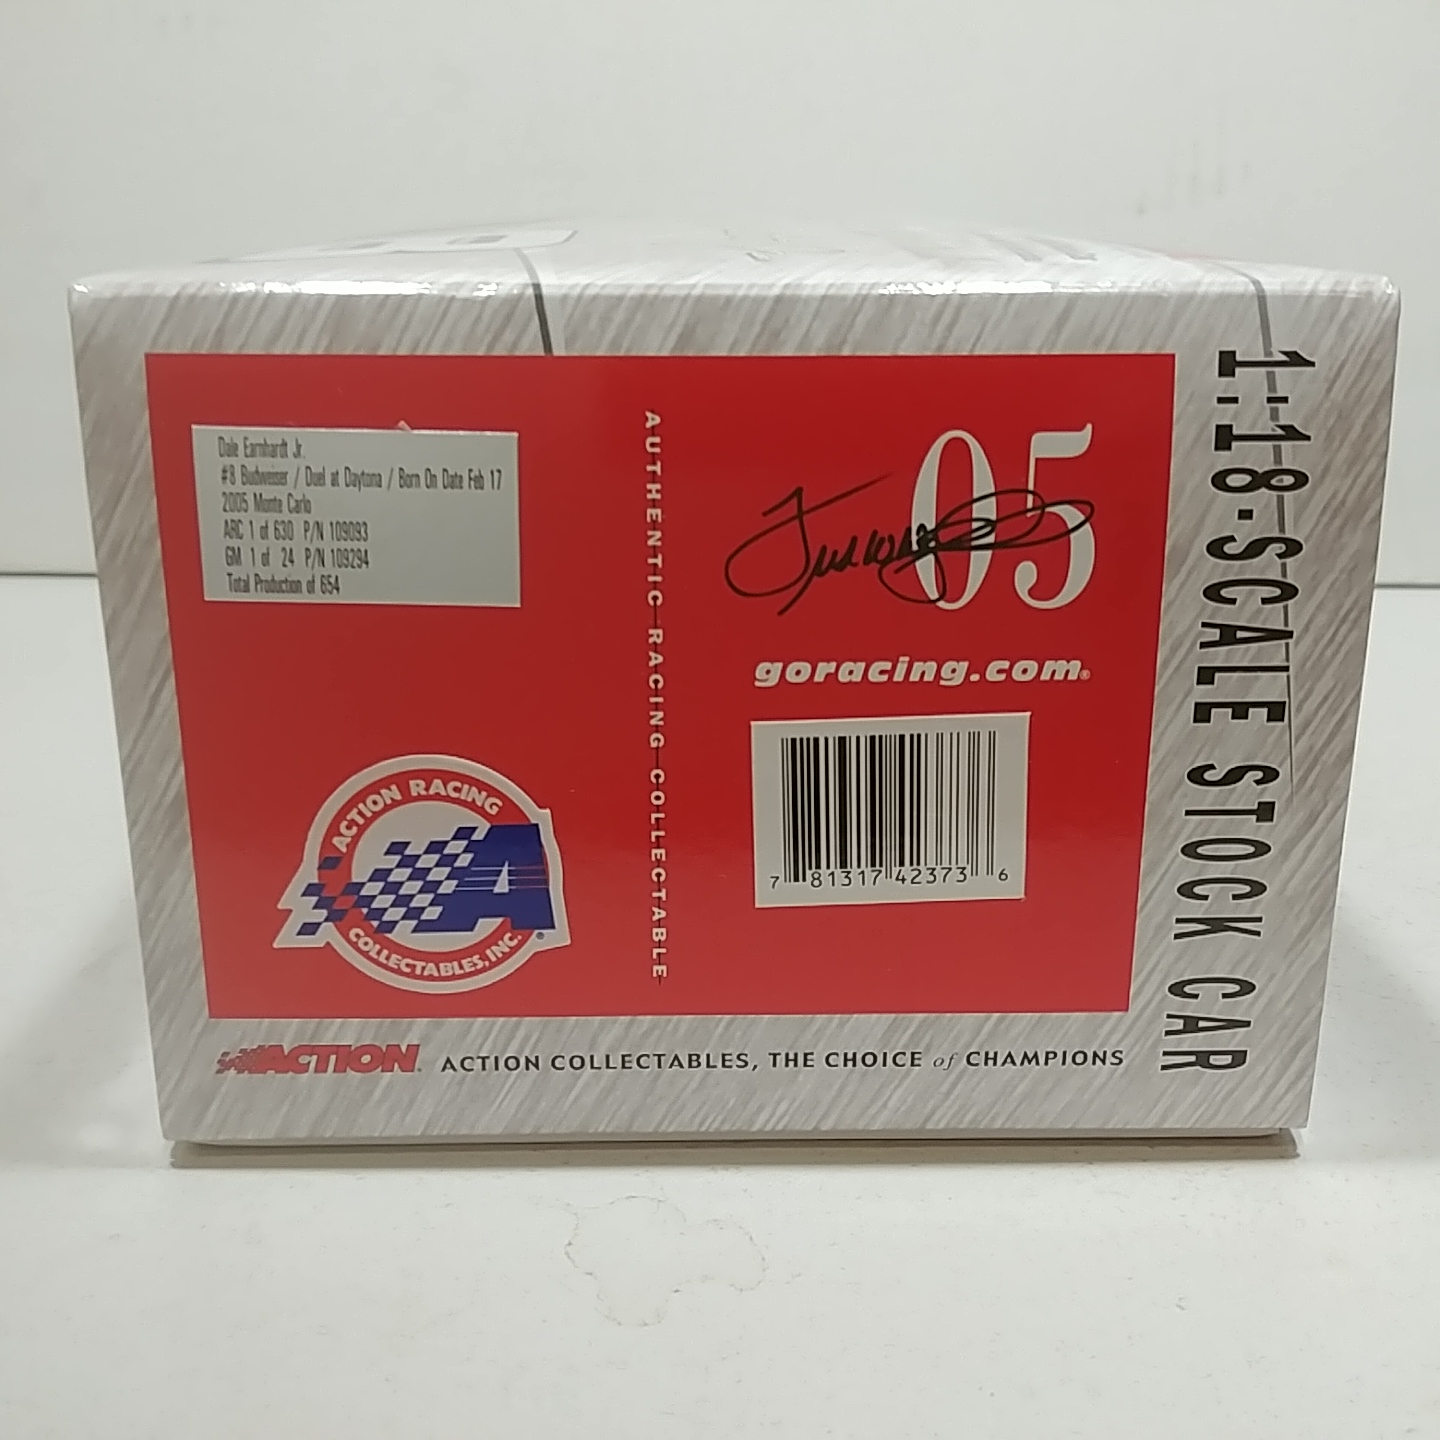 Dale Earnhardt Jr.
#8 Budweiser / Duel at Daytona / Born On Date Feb 17
2005 Monte Carlo
ARC 1 of 630 P/N 109093
GM 1 of 24 P/N 109294
Total Production of 654
AUTHENTIC RACING COLLECTABLE
05
goracing.com®
7 81317 42373 6
ACTION RACING
COLLECTABLES, INC.
A
ACTION
ACTION COLLECTABLES, THE CHOICE of CHAMPIONS
1:18-SCALE STOCK CAR